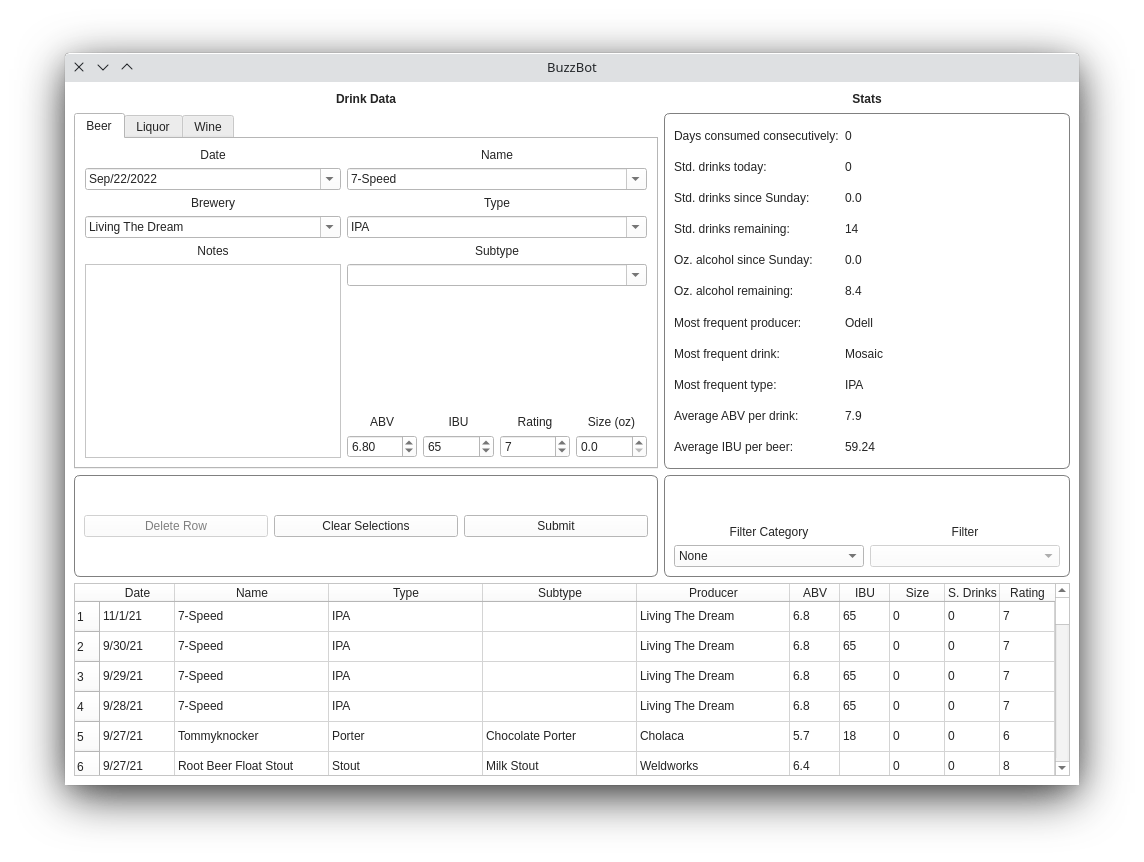 BuzzBot
Drink Data
Beer Liquor Wine
Date Name
Sep/22/2022 7-Speed
Brewery Type
Living The Dream IPA
Notes Subtype
ABV IBU Rating Size (oz)
6.80 65 7 0.0
Delete Row Clear Selections Submit
Stats
Days consumed consecutively: 0
Std. drinks today: 0
Std. drinks since Sunday: 0.0
Std. drinks remaining: 14
Oz. alcohol since Sunday: 0.0
Oz. alcohol remaining: 8.4
Most frequent producer: Odell
Most frequent drink: Mosaic
Most frequent type: IPA
Average ABV per drink: 7.9
Average IBU per beer: 59.24
Filter Category Filter
None
Date Name Type Subtype Producer ABV IBU Size S. Drinks Rating
1 11/1/21 7-Speed IPA Living The Dream 6.8 65 0 0 7
2 9/30/21 7-Speed IPA Living The Dream 6.8 65 0 0 7
3 9/29/21 7-Speed IPA Living The Dream 6.8 65 0 0 7
4 9/28/21 7-Speed IPA Living The Dream 6.8 65 0 0 7
5 9/27/21 Tommyknocker Porter Chocolate Porter Cholaca 5.7 18 0 0 6
6 9/27/21 Root Beer Float Stout Stout Milk Stout Weldworks 6.4 0 0 8